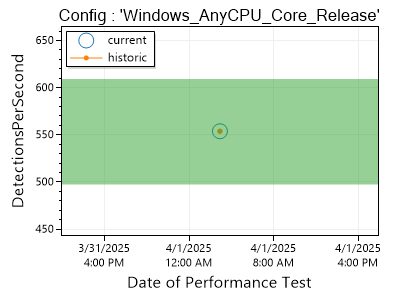 Config : 'Windows_AnyCPU_Core_Release'
current
historic
DetectionsPerSecond
650
600
550
500
450
3/31/2025
4:00 PM
4/1/2025
12:00 AM
4/1/2025
8:00 AM
4/1/2025
4:00 PM
Date of Performance Test